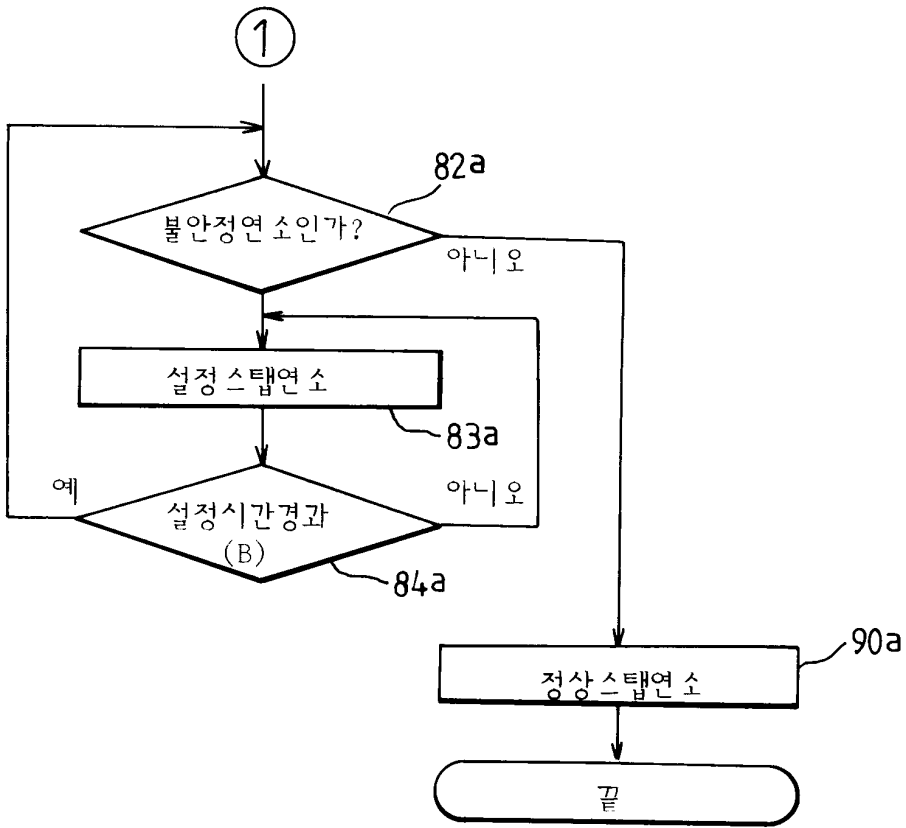 1
82a
불안정연소인가?
아니오
설정스탭연소
83a
예
아니오
설정시간경과
(B)
84a
90a
정상스탭연소
끝